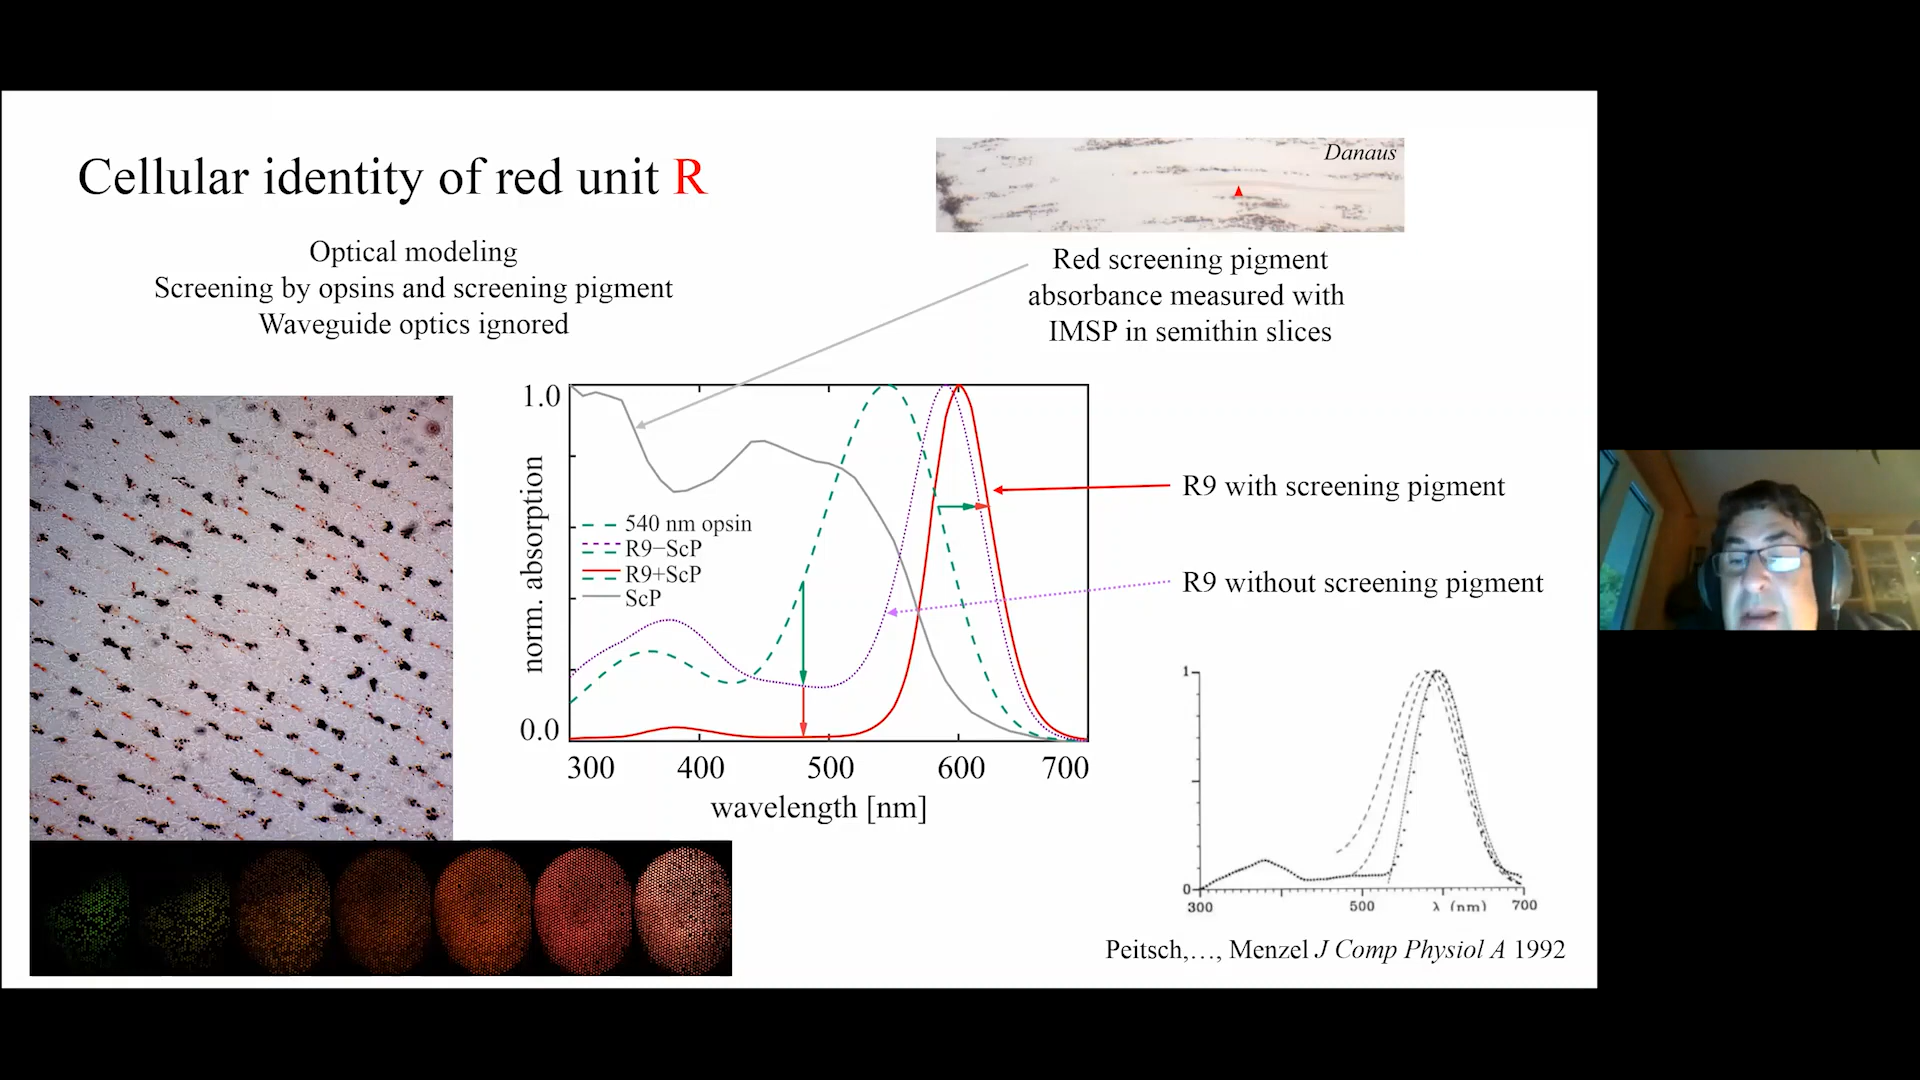 Cellular identity of red unit R
Optical modeling
Screening by opsins and screening pigment
Waveguide optics ignored
Danaus
Red screening pigment
absorbance measured with
IMSP in semithin slices
1.0
norm. absorption
540 nm opsin
R9−ScP
R9+ScP
ScP
0.0
300 400 500 600 700
wavelength [nm]
R9 with screening pigment
R9 without screening pigment
1
0
300 500 λ (nm) 700
Peitsch,…, Menzel J Comp Physiol A 1992